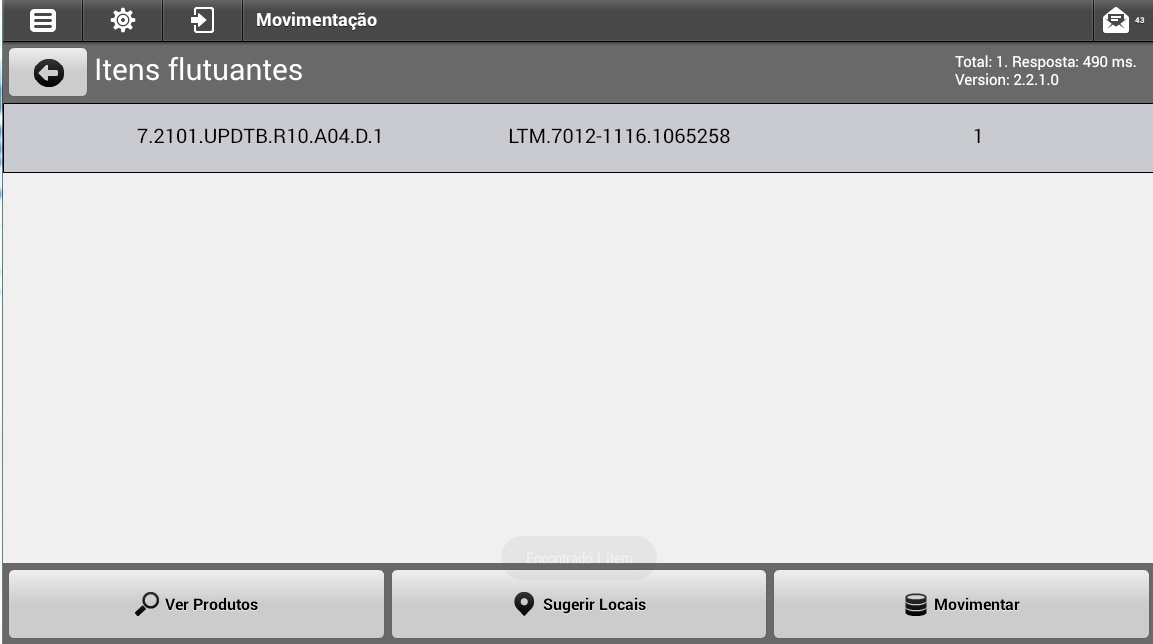 Movimentação
43
Itens flutuantes
Total: 1. Resposta: 490 ms.
Version: 2.2.1.0
7.2101.UPDTB.R10.A04.D.1 LTM.7012-1116.1065258 1
Encontrado 1 item
Ver Produtos Sugerir Locais Movimentar